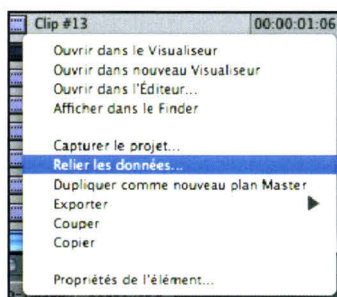 Clip #13 00:00:01:06
Ouvrir dans le Visualiseur
Ouvrir dans nouveau Visualiseur
Ouvrir dans l'Éditeur...
Afficher dans le Finder
Capturer le projet...
Relier les données...
Dupliquer comme nouveau plan Master
Exporter
Couper
Copier
Propriétés de l'élément...